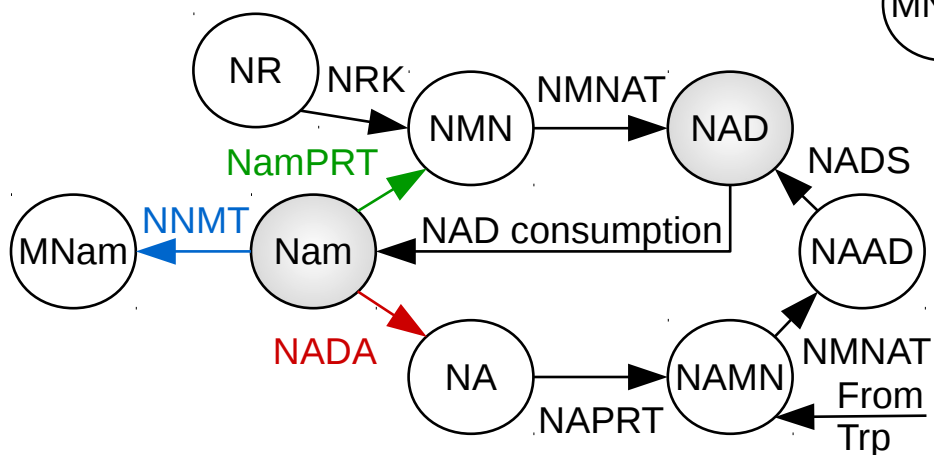 MN
NR
NRK
NMNAT
NMN
NAD
NamPRT
NADS
NNMT
NAD consumption
MNam
Nam
NAAD
NADA
NMNAT
NA
NAMN
From
NAPRT
Trp